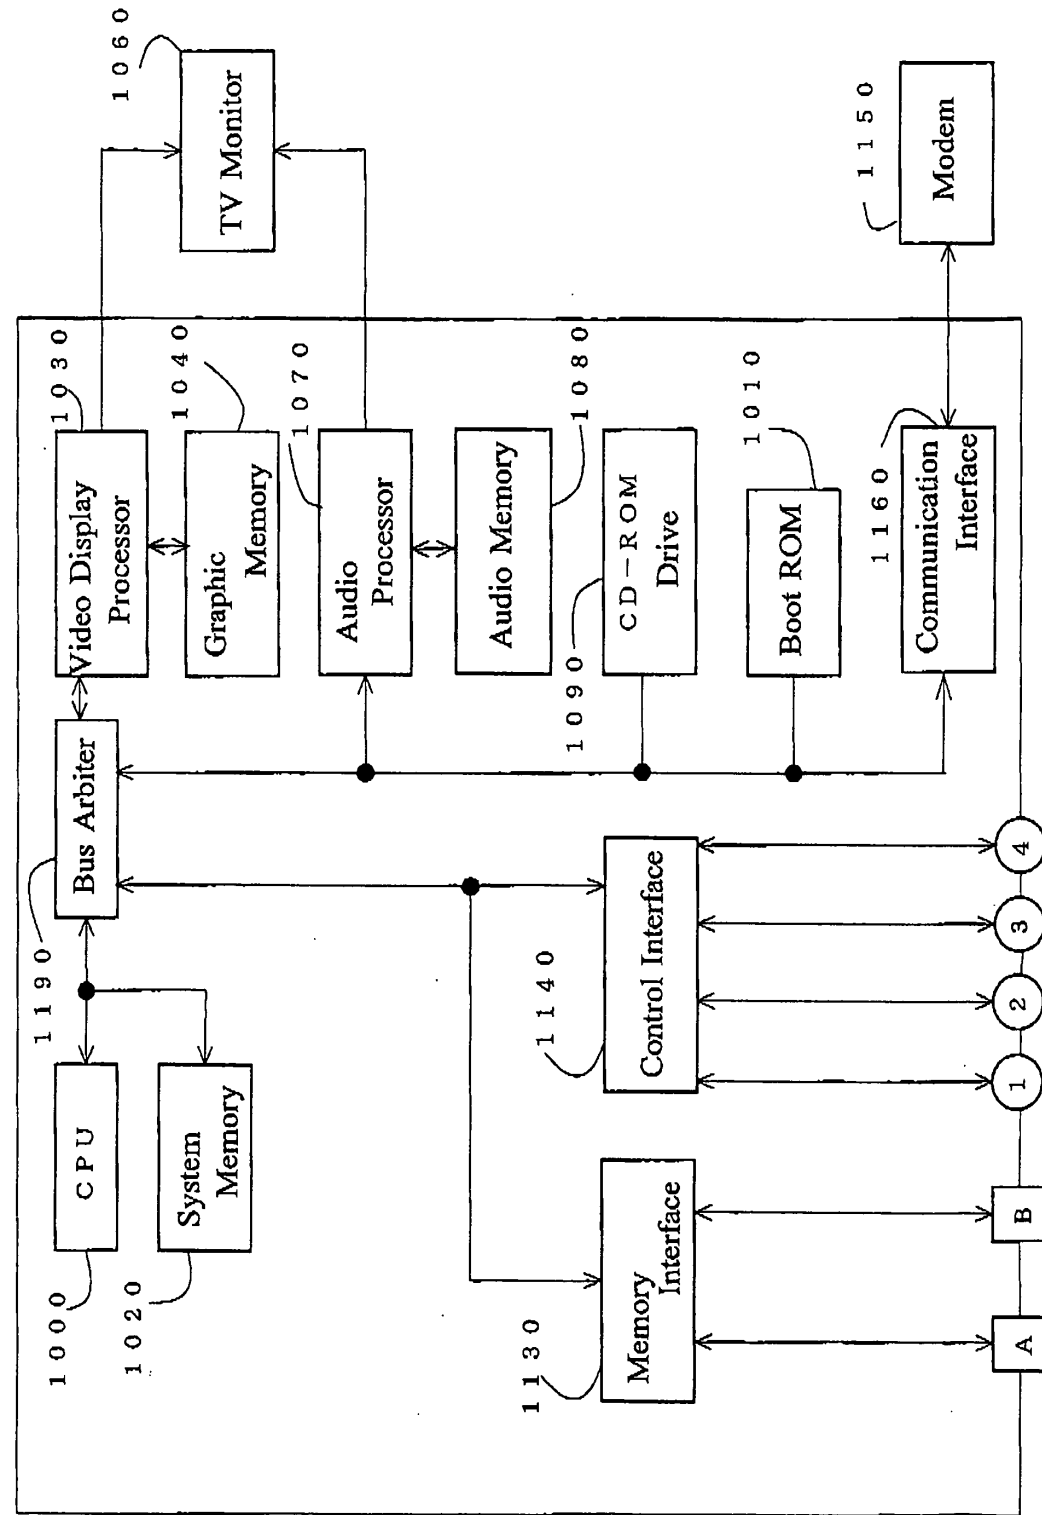 1000
CPU
1190
Bus Arbiter
Video Display
Processor
1030
1060
TV Monitor
1020
System
Memory
Graphic
Memory
1040
Audio
Processor
1070
Audio Memory
1080
1130
Memory
Interface
1140
Control Interface
1090
CD-ROM
Drive
Boot ROM
1010
1160
Communication
Interface
1150
Modem
A
B
1
2
3
4